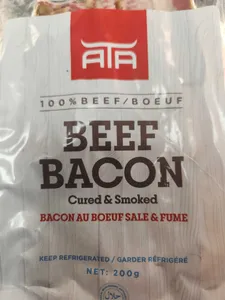 ATA
100% BEEF/BOEUF
BEEF
BACON
Cured & Smoked
BACON AU BOEUF SALE & FUME
KEEP REFRIGERATED / GARDER RÉFRIGÉRÉ
NET: 200g